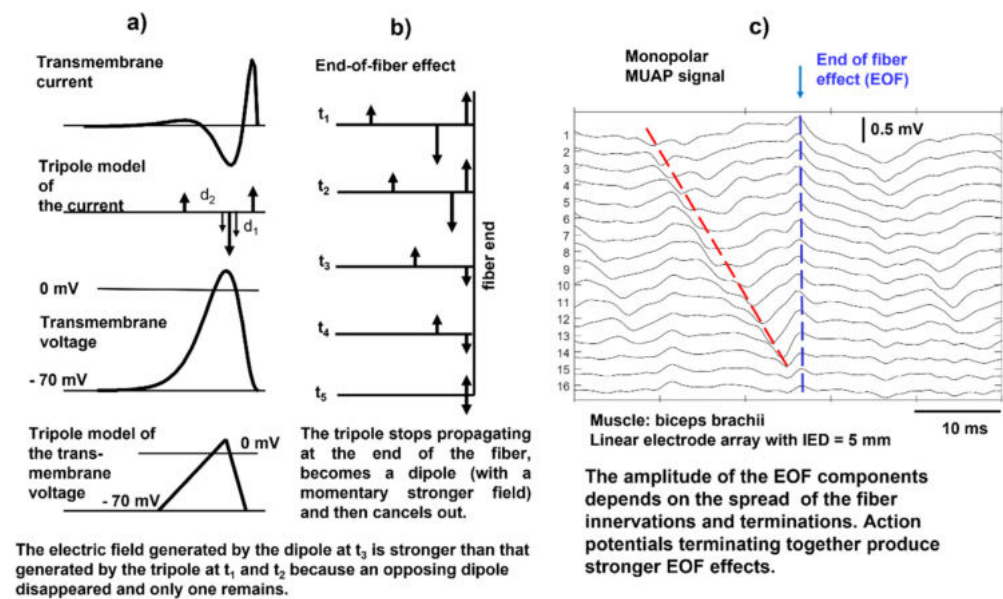 a)
Transmembrane
current
Tripole model
of
the current
d₂
d₁
0 mV
Transmembrane
voltage
- 70 mV
Tripole model of
the trans-
membrane
voltage
0 mV
- 70 mV
b)
End-of-fiber effect
t₁
t₂
t₃
t₄
t₅
fiber end
The tripole stops propagating
at the end of the fiber,
becomes a dipole (with a
momentary stronger field)
and then cancels out.
The electric field generated by the dipole at t₃ is stronger than that
generated by the tripole at t₁ and t₂ because an opposing dipole
disappeared and only one remains.
c)
Monopolar
MUAP signal
End of fiber
effect (EOF)
0.5 mV
1
2
3
4
5
6
7
8
9
10
11
12
13
14
15
16
10 ms
Muscle: biceps brachii
Linear electrode array with IED = 5 mm
The amplitude of the EOF components
depends on the spread of the fiber
innervations and terminations. Action
potentials terminating together produce
stronger EOF effects.